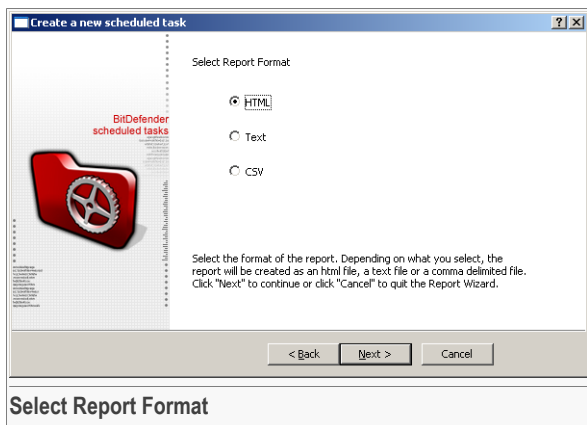 Create a new scheduled task
Select Report Format
BitDefender
scheduled tasks
HTML
Text
CSV
Select the format of the report. Depending on what you select, the
report will be created as an html file, a text file or a comma delimited file.
Click "Next" to continue or click "Cancel" to quit the Report Wizard.
< Back
Next >
Cancel
Select Report Format